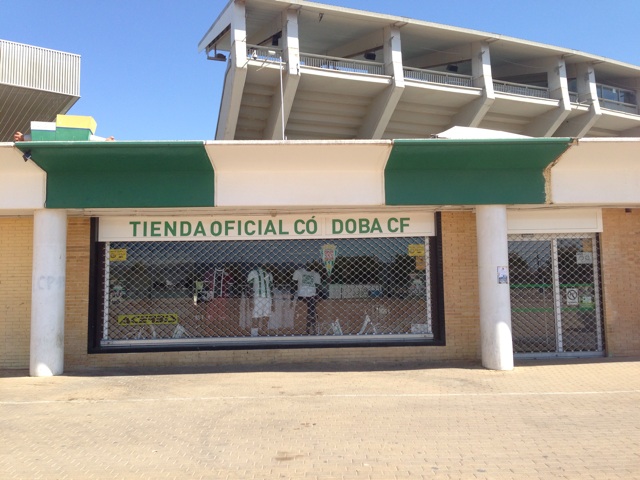 TIENDA OFICIAL CÓ DOBA CF
ACERBIS